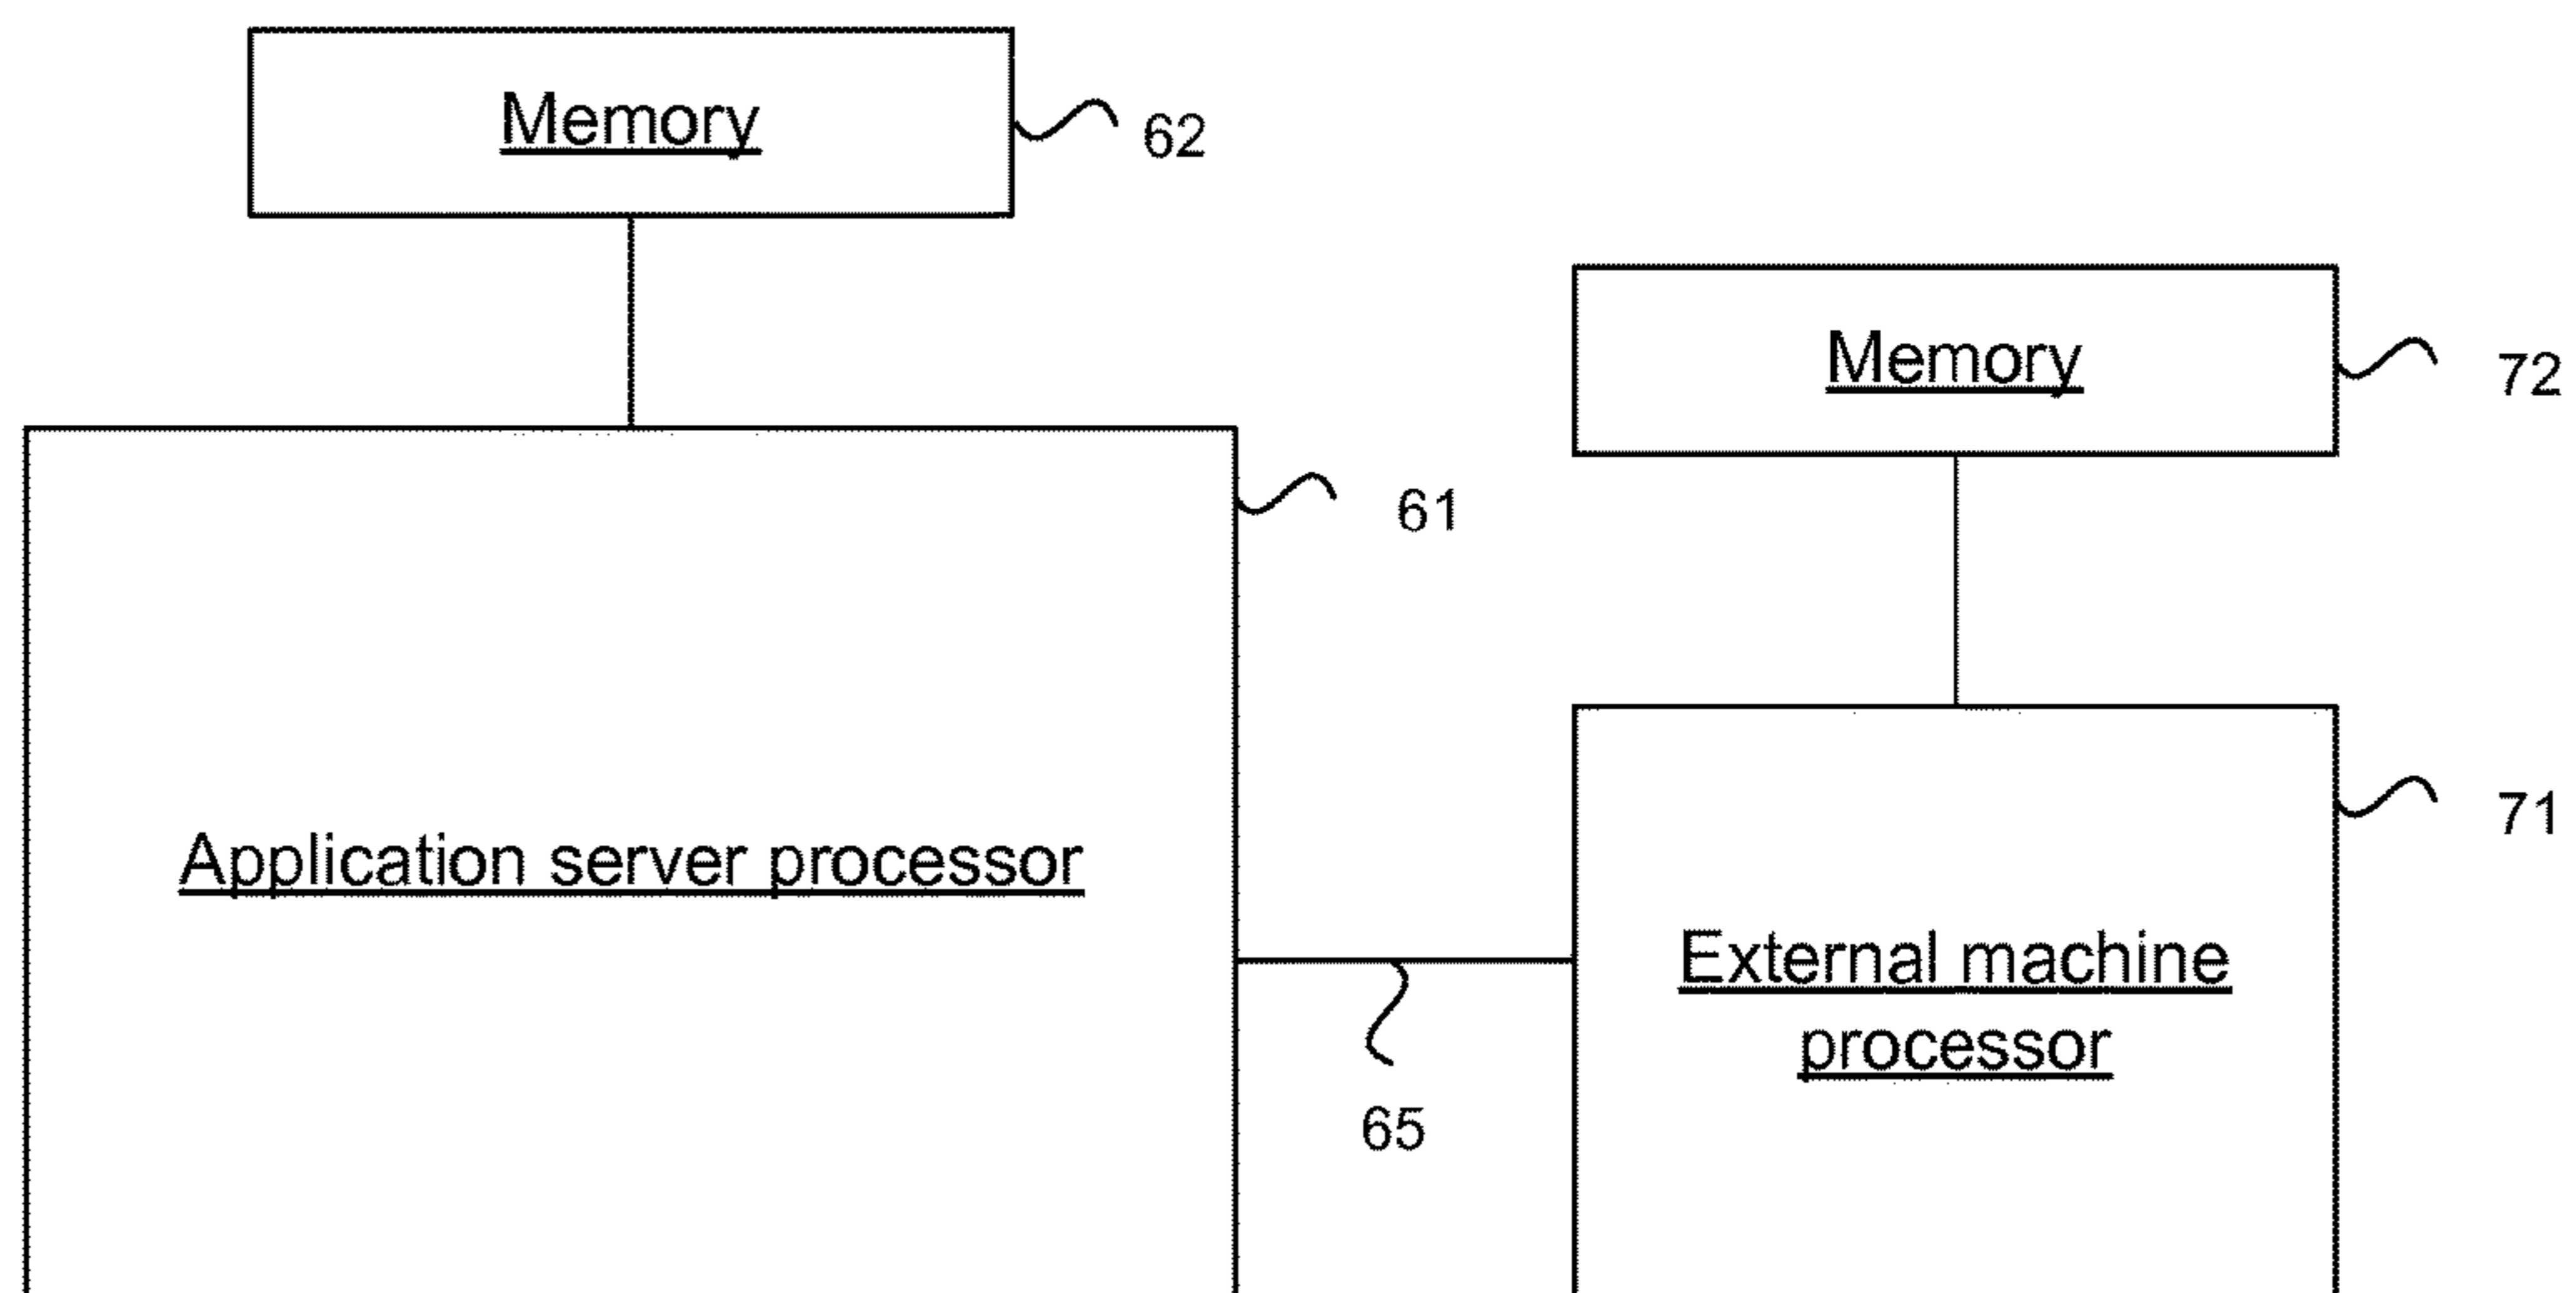 Memory
62
Memory
72
61
71
Application server processor
External machine
processor
65